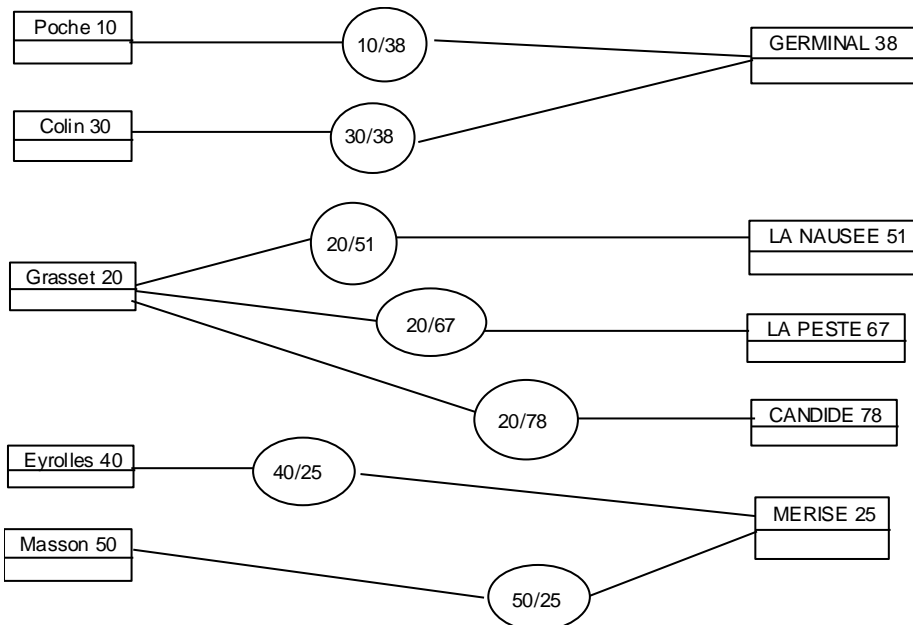 Poche 10
10/38
GERMINAL 38
Colin 30
30/38
20/51
LA NAUSEE 51
Grasset 20
20/67
LA PESTE 67
20/78
CANDIDE 78
Eyrolles 40
40/25
MERISE 25
Masson 50
50/25